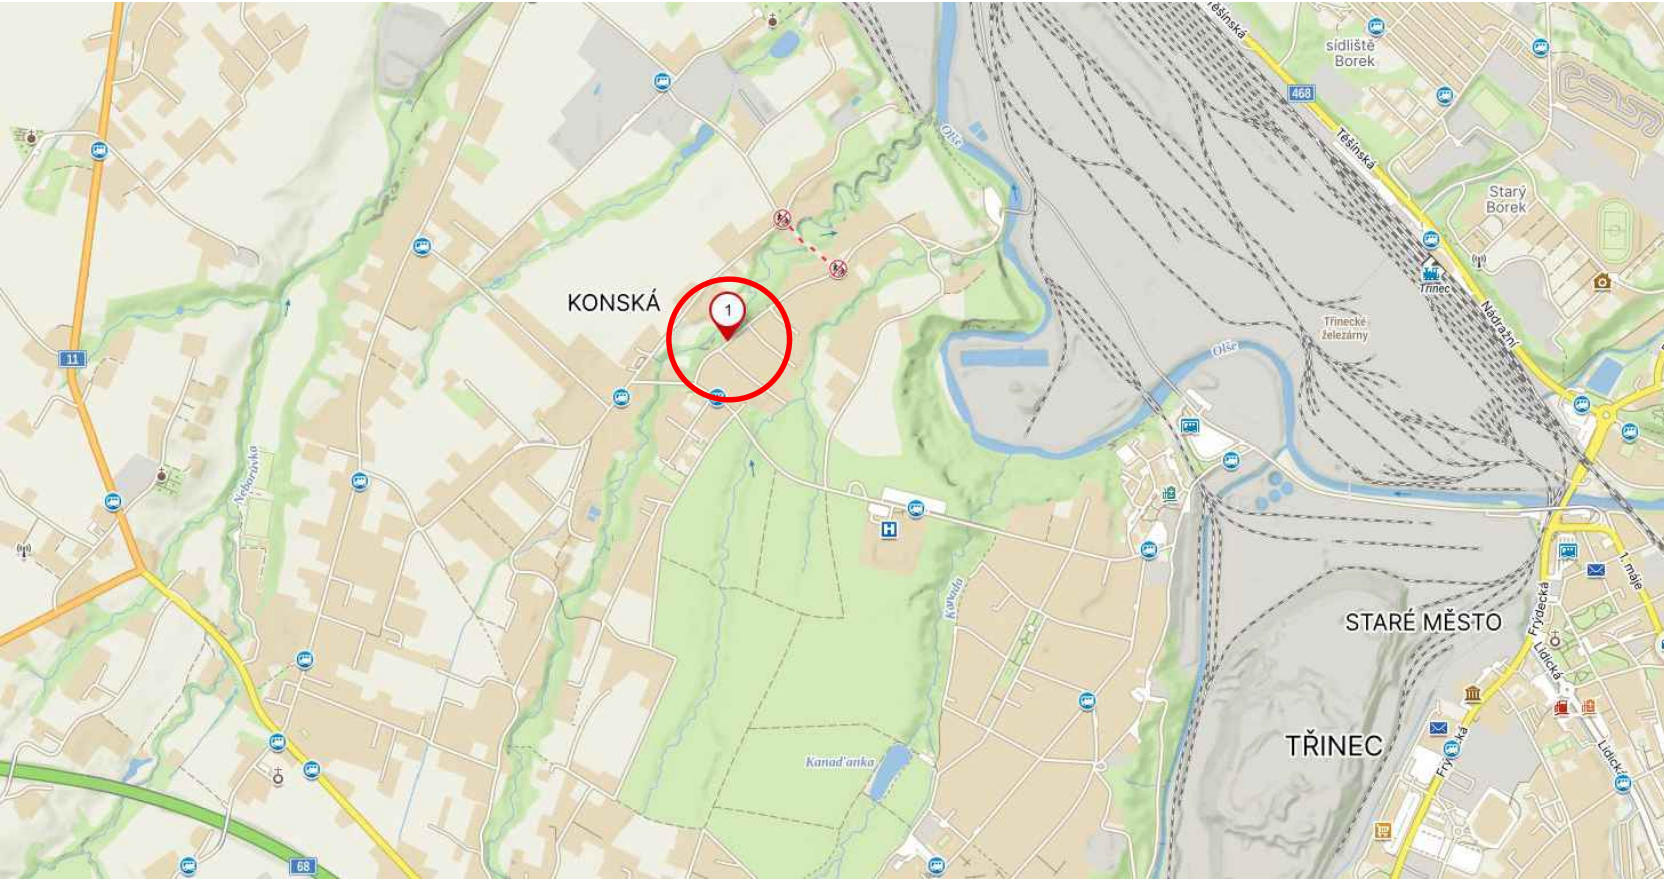 Těšínská
sídliště
Borek
468
Olše
Těšínská
Starý
Borek
Třinec
KONSKÁ
1
Nádražní
Třinecké
železárny
Olše
11
Neborůvka
H
Kanada
1. máje
STARÉ MĚSTO
Frýdecká
Lidická
TŘINEC
Kanaďanka
Lidická
68